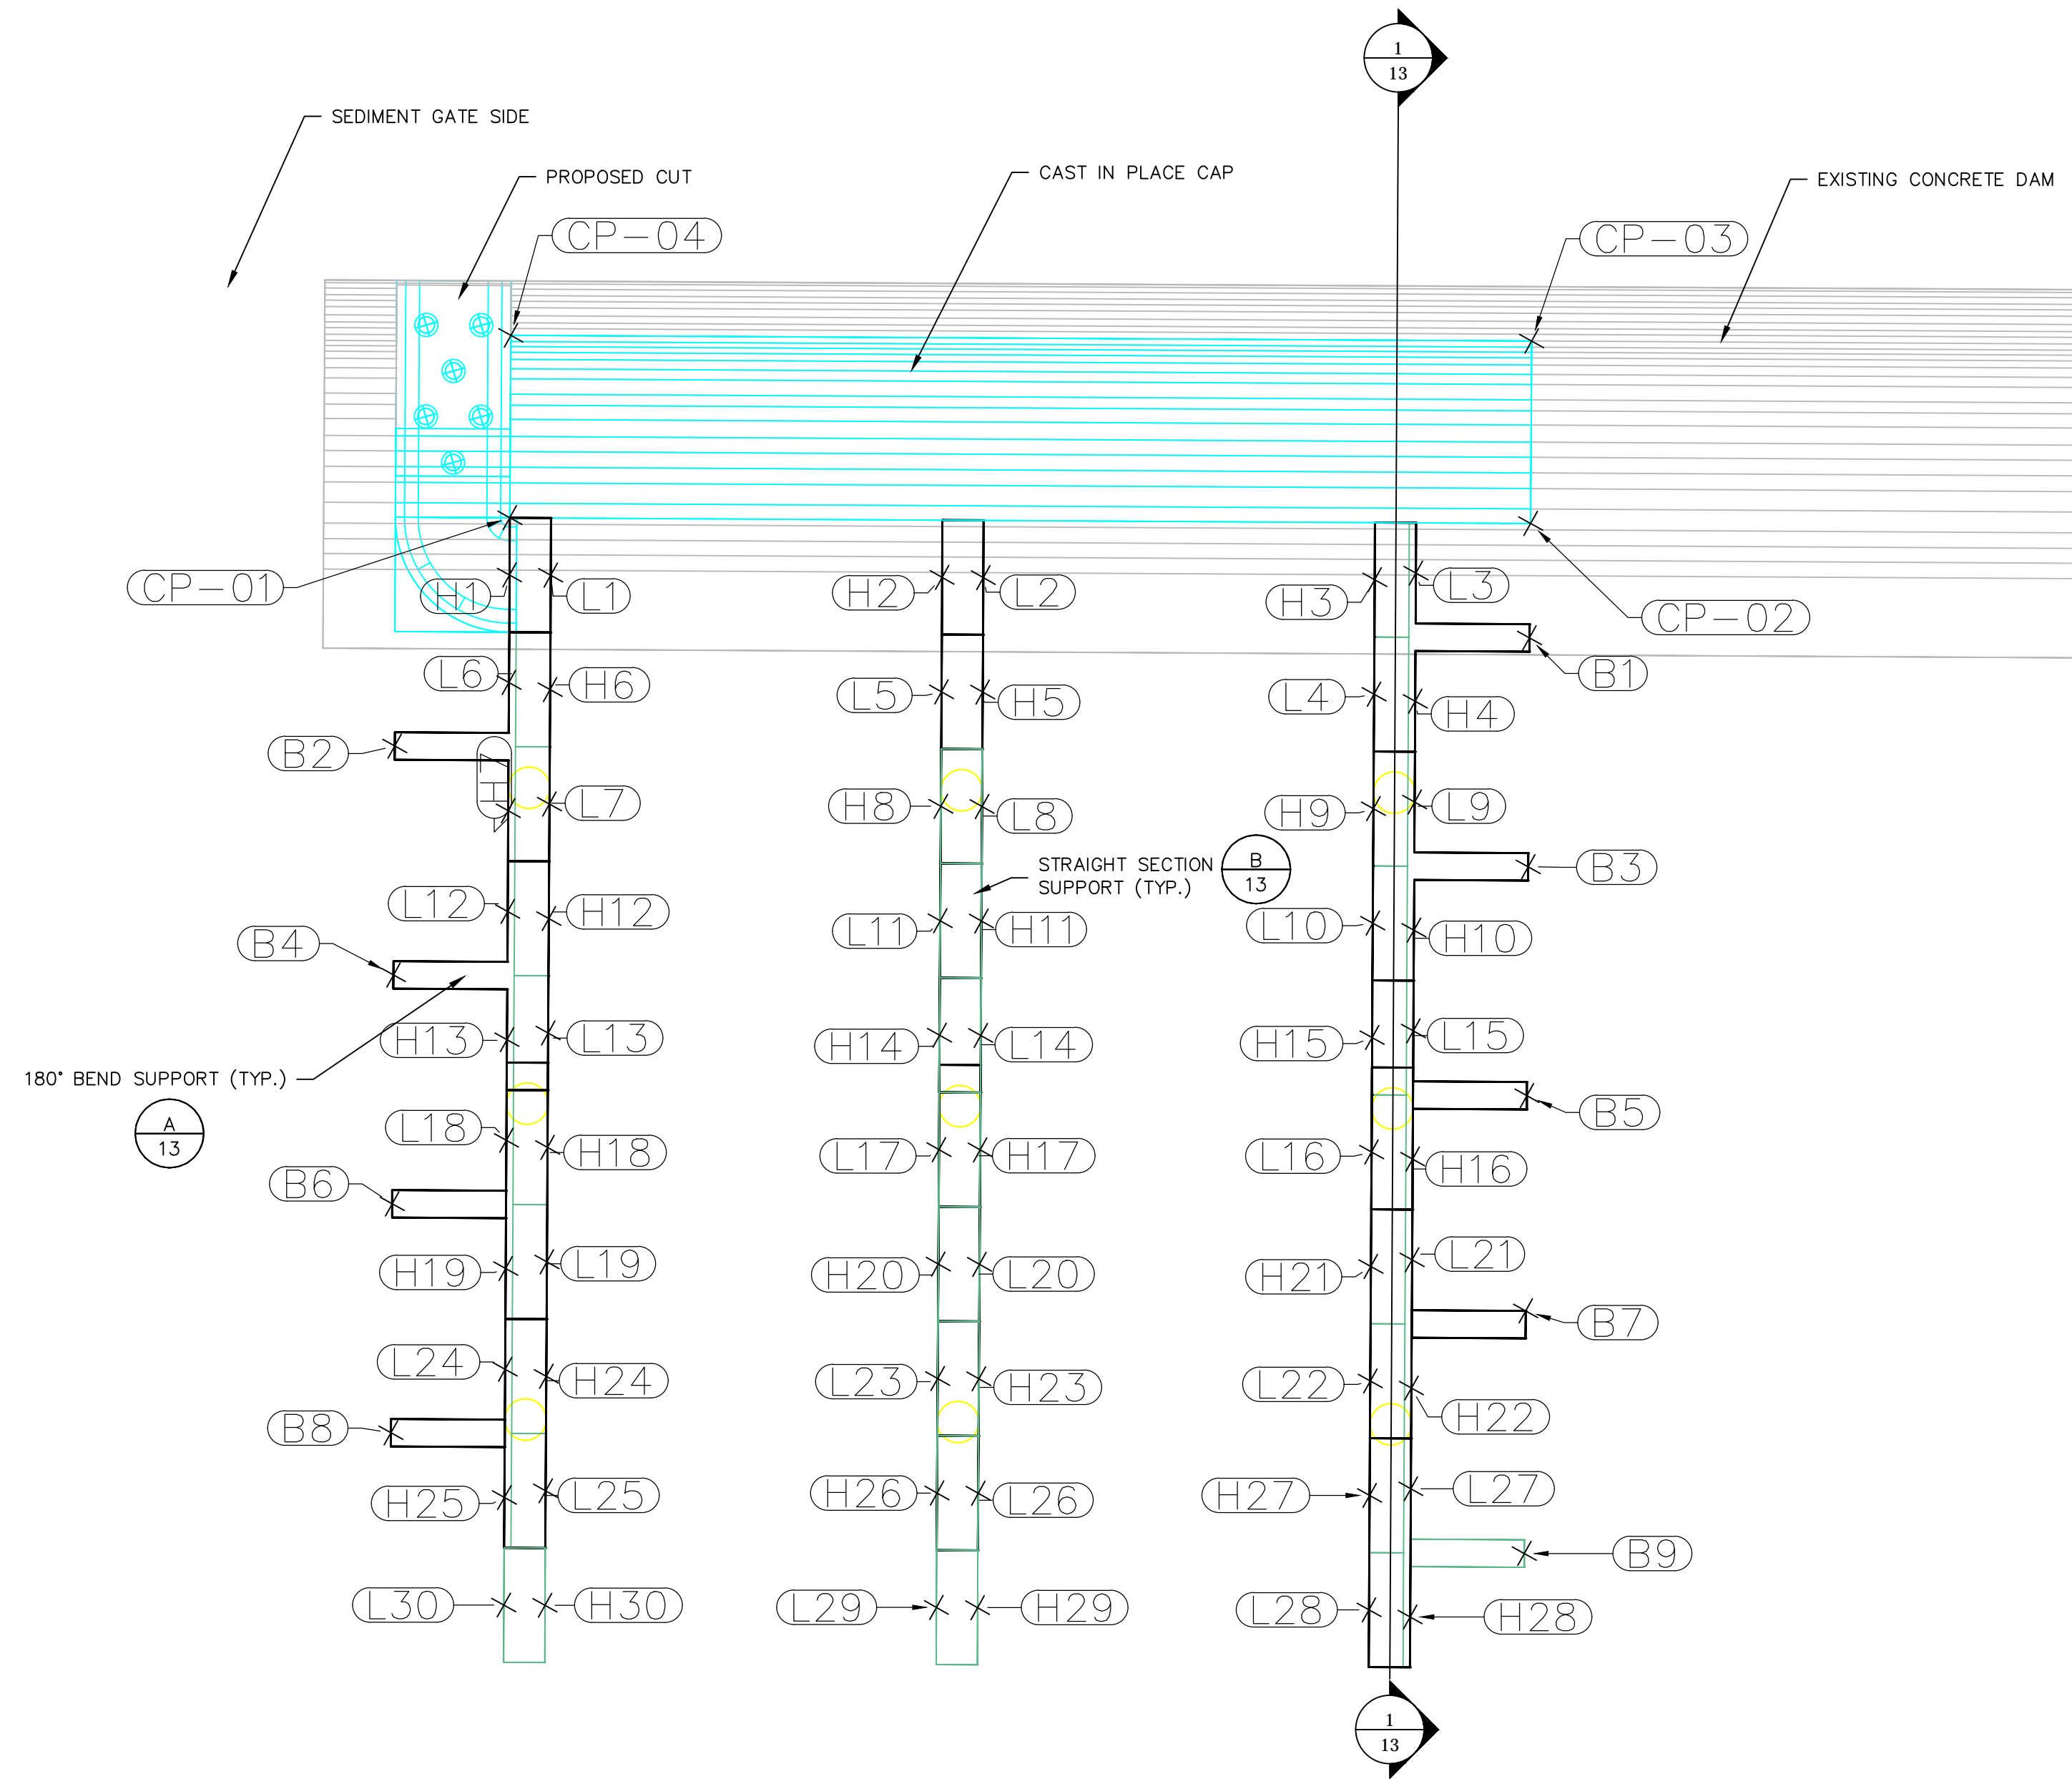 1
13
SEDIMENT GATE SIDE
PROPOSED CUT
CAST IN PLACE CAP
EXISTING CONCRETE DAM
CP-04
CP-03
CP-01
H1
L1
H2
L2
H3
L3
CP-02
B1
L6
H6
L5
H5
L4
H4
B2
H7
L7
H8
L8
H9
L9
STRAIGHT SECTION
SUPPORT (TYP.)
B
13
B3
L12
H12
L11
H11
L10
H10
B4
H13
L13
H14
L14
H15
L15
180° BEND SUPPORT (TYP.)
A
13
B5
L18
H18
L17
H17
L16
H16
B6
H19
L19
H20
L20
H21
L21
B7
L24
H24
L23
H23
L22
H22
B8
H25
L25
H26
L26
H27
L27
B9
L30
H30
L29
H29
L28
H28
1
13